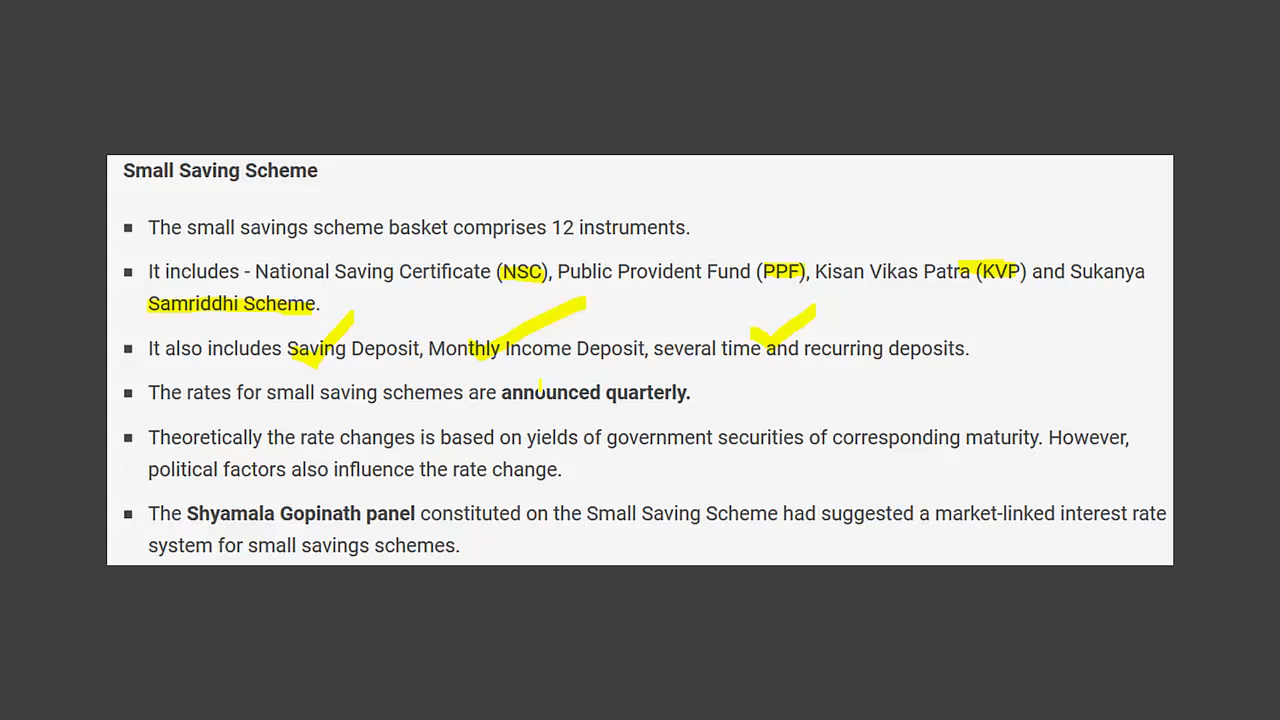 Small Saving Scheme
▪ The small savings scheme basket comprises 12 instruments.
▪ It includes - National Saving Certificate (NSC), Public Provident Fund (PPF), Kisan Vikas Patra (KVP) and Sukanya
Samriddhi Scheme.
▪ It also includes Saving Deposit, Monthly Income Deposit, several time and recurring deposits.
▪ The rates for small saving schemes are announced quarterly.
▪ Theoretically the rate changes is based on yields of government securities of corresponding maturity. However,
political factors also influence the rate change.
▪ The Shyamala Gopinath panel constituted on the Small Saving Scheme had suggested a market-linked interest rate
system for small savings schemes.